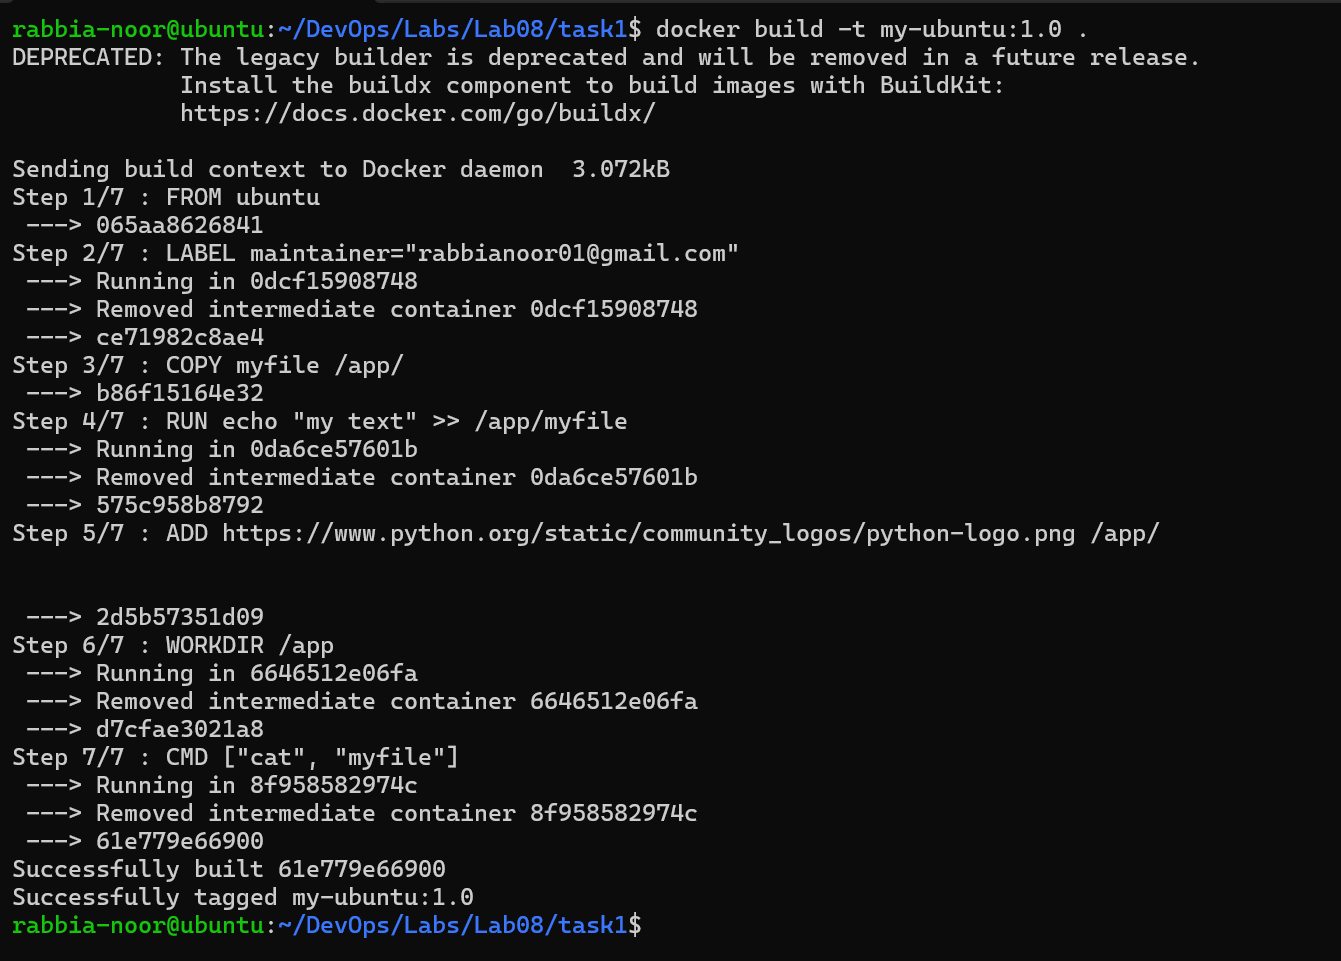 rabbia-noor@ubuntu:~/DevOps/Labs/Lab08/task1$ docker build -t my-ubuntu:1.0 .
DEPRECATED: The legacy builder is deprecated and will be removed in a future release.
            Install the buildx component to build images with BuildKit:
            https://docs.docker.com/go/buildx/

Sending build context to Docker daemon  3.072kB
Step 1/7 : FROM ubuntu
 ---> 065aa8626841
Step 2/7 : LABEL maintainer="rabbianoor01@gmail.com"
 ---> Running in 0dcf15908748
 ---> Removed intermediate container 0dcf15908748
 ---> ce71982c8ae4
Step 3/7 : COPY myfile /app/
 ---> b86f15164e32
Step 4/7 : RUN echo "my text" >> /app/myfile
 ---> Running in 0da6ce57601b
 ---> Removed intermediate container 0da6ce57601b
 ---> 575c958b8792
Step 5/7 : ADD https://www.python.org/static/community_logos/python-logo.png /app/


 ---> 2d5b57351d09
Step 6/7 : WORKDIR /app
 ---> Running in 6646512e06fa
 ---> Removed intermediate container 6646512e06fa
 ---> d7cfae3021a8
Step 7/7 : CMD ["cat", "myfile"]
 ---> Running in 8f958582974c
 ---> Removed intermediate container 8f958582974c
 ---> 61e779e66900
Successfully built 61e779e66900
Successfully tagged my-ubuntu:1.0
rabbia-noor@ubuntu:~/DevOps/Labs/Lab08/task1$